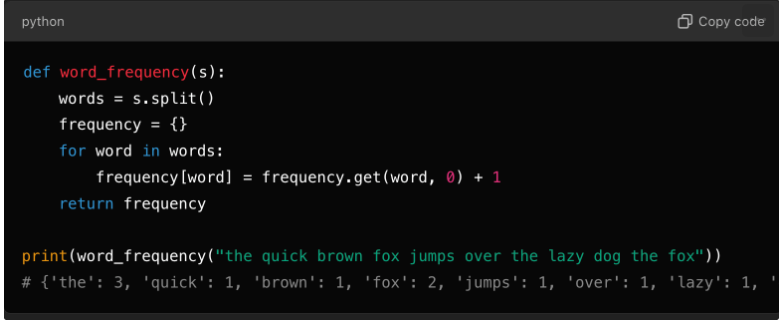 python Copy code
def word_frequency(s):
    words = s.split()
    frequency = {}
    for word in words:
        frequency[word] = frequency.get(word, 0) + 1
    return frequency
print(word_frequency("the quick brown fox jumps over the lazy dog the fox"))
# {'the': 3, 'quick': 1, 'brown': 1, 'fox': 2, 'jumps': 1, 'over': 1, 'lazy': 1, '